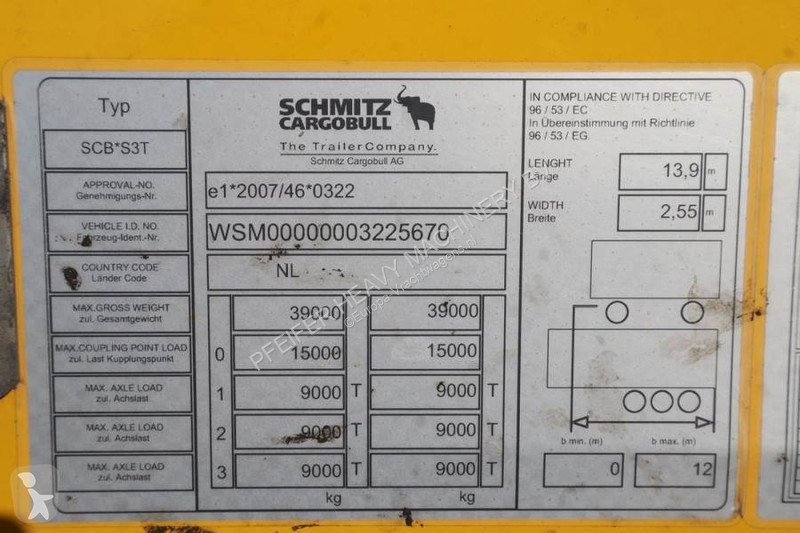 Typ
SCHMITZ
CARGOBULL
The TrailerCompany.
Schmitz Cargobull AG
SCB*S3T
APPROVAL-NO.
Genehmigungs-Nr.
e1*2007/46*0322
VEHICLE I.D. NO.
Fahrzeug-Ident.-Nr.
WSM00000003225670
COUNTRY CODE
Länder Code
NL
MAX.GROSS WEIGHT
zul. Gesamtgewicht
39000 39000
MAX.COUPLING POINT LOAD
zul. Last Kupplungspunkt
0 15000 15000
MAX. AXLE LOAD
zul. Achslast
1 9000 T 9000 T
MAX. AXLE LOAD
zul. Achslast
2 9000 T 9000 T
MAX. AXLE LOAD
zul. Achslast
3 9000 T 9000 T
kg kg
IN COMPLIANCE WITH DIRECTIVE
96 / 53 / EC
In Übereinstimmung mit Richtlinie
96 / 53 / EG
LENGHT
Länge
13,9 m
WIDTH
Breite
2,55 m
b min. (m) b max. (m)
0 12
PFEIFER HEAVY MACHINERY